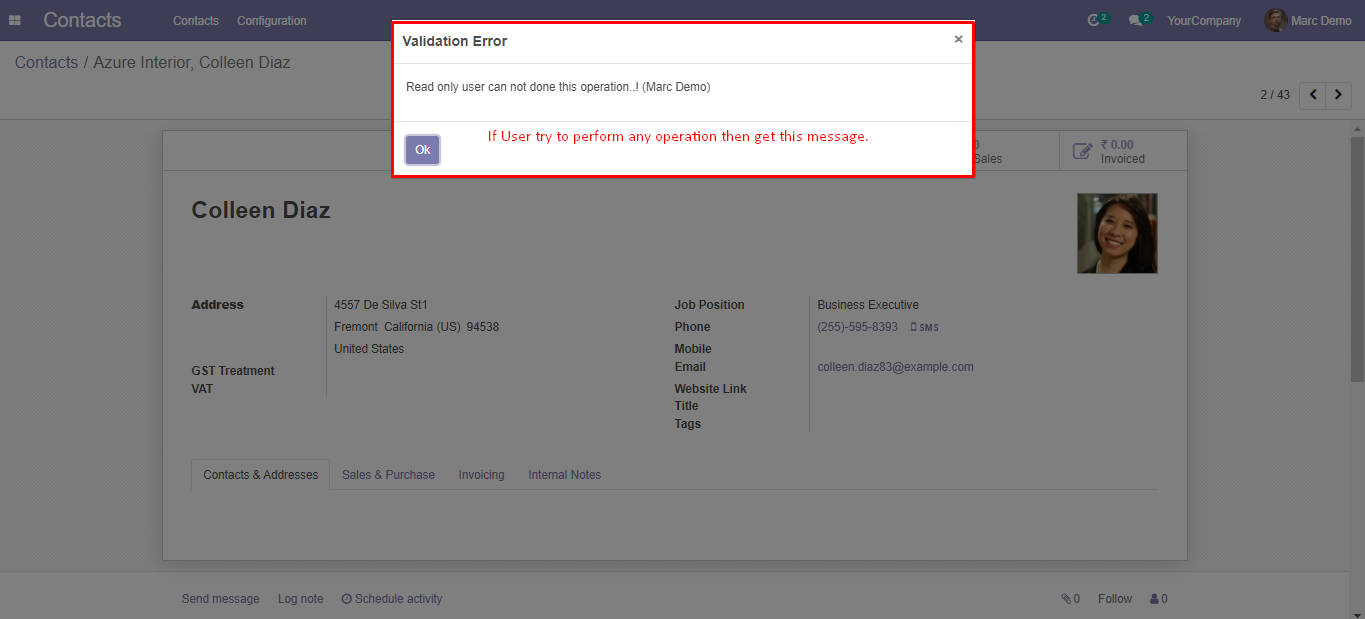 Contacts Contacts Configuration 2 2 YourCompany Marc Demo
Validation Error ×
Contacts / Azure Interior, Colleen Diaz
Read only user can not done this operation..! (Marc Demo)
2 / 43
If User try to perform any operation then get this message.
Ok
0 ₹ 0.00
Sales Invoiced
Colleen Diaz
Address 4557 De Silva St1 Job Position Business Executive
Fremont California (US) 94538 Phone (255)-595-8393 SMS
United States Mobile
GST Treatment Email colleen.diaz83@example.com
VAT Website Link
Title
Tags
Contacts & Addresses Sales & Purchase Invoicing Internal Notes
Send message Log note Schedule activity 0 Follow 0